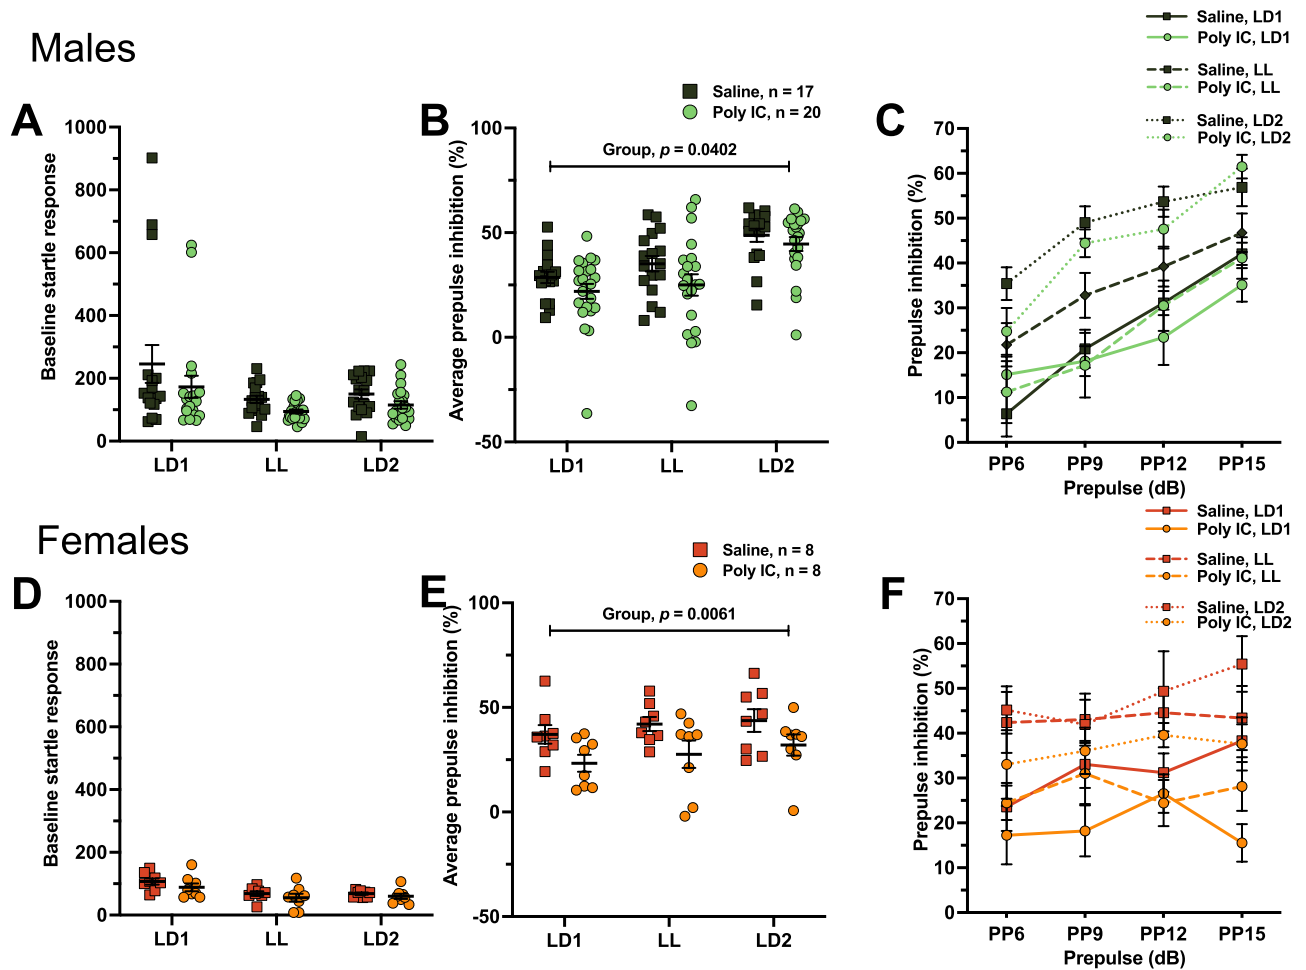 Males
Saline, LD1
Poly IC, LD1
Saline, LL
Poly IC, LL
Saline, LD2
Poly IC, LD2
A
1000
800
600
400
200
0
Baseline startle response
LD1 LL LD2
B
Saline, n = 17
Poly IC, n = 20
100
50
0
-50
Average prepulse inhibition (%)
Group, p = 0.0402
LD1 LL LD2
C
70
60
50
40
30
20
10
0
Prepulse inhibition (%)
PP6 PP9 PP12 PP15
Prepulse (dB)
Females
Saline, LD1
Poly IC, LD1
Saline, LL
Poly IC, LL
Saline, LD2
Poly IC, LD2
D
1000
800
600
400
200
0
Baseline startle response
LD1 LL LD2
E
Saline, n = 8
Poly IC, n = 8
100
50
0
-50
Average prepulse inhibition (%)
Group, p = 0.0061
LD1 LL LD2
F
70
60
50
40
30
20
10
0
Prepulse inhibition (%)
PP6 PP9 PP12 PP15
Prepulse (dB)